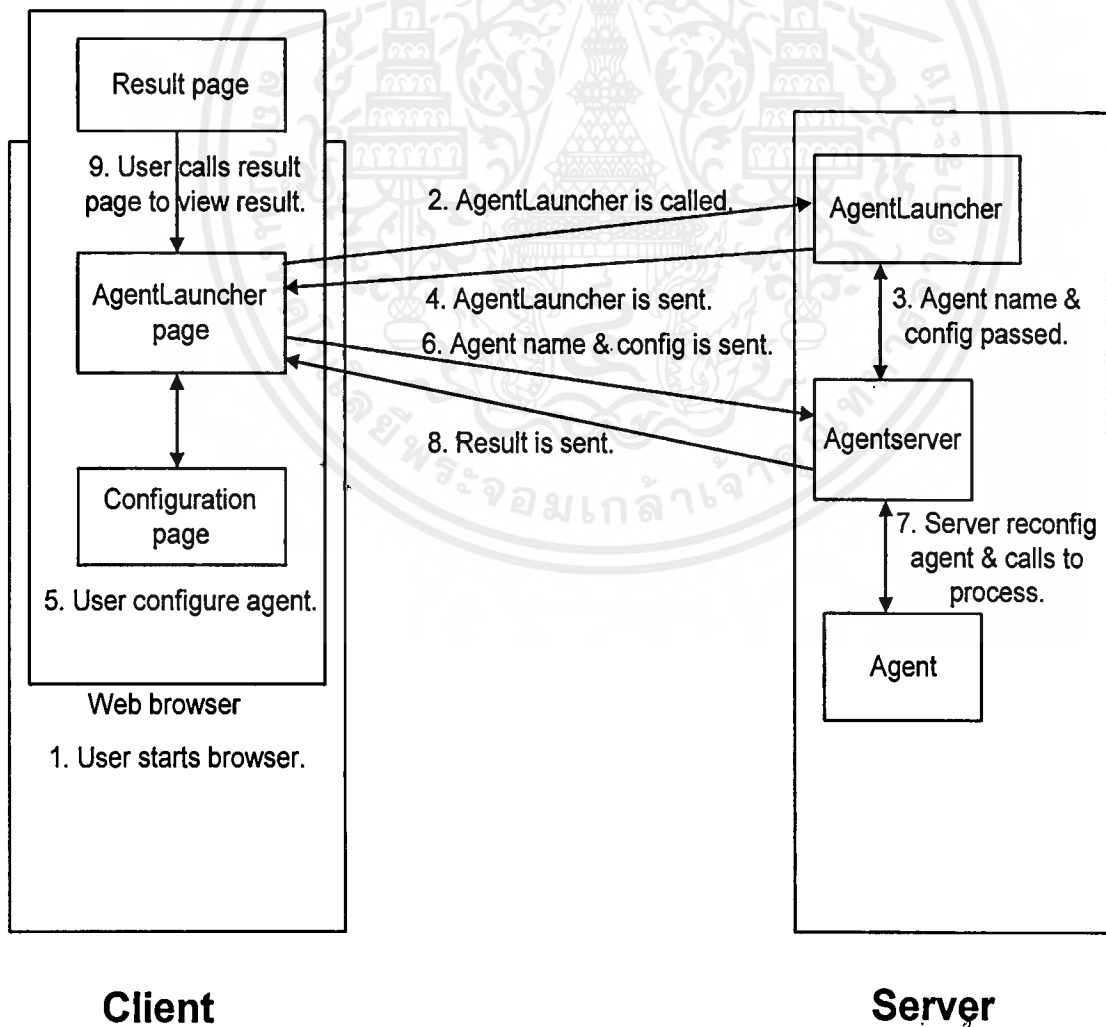 Result page
9. User calls result
page to view result.
AgentLauncher
page
Configuration
page
5. User configure agent.
Web browser
1. User starts browser.
2. AgentLauncher is called.
4. AgentLauncher is sent.
6. Agent name & config is sent.
8. Result is sent.
AgentLauncher
3. Agent name &
config passed.
Agentserver
7. Server reconfig
agent & calls to
process.
Agent
Client
Server